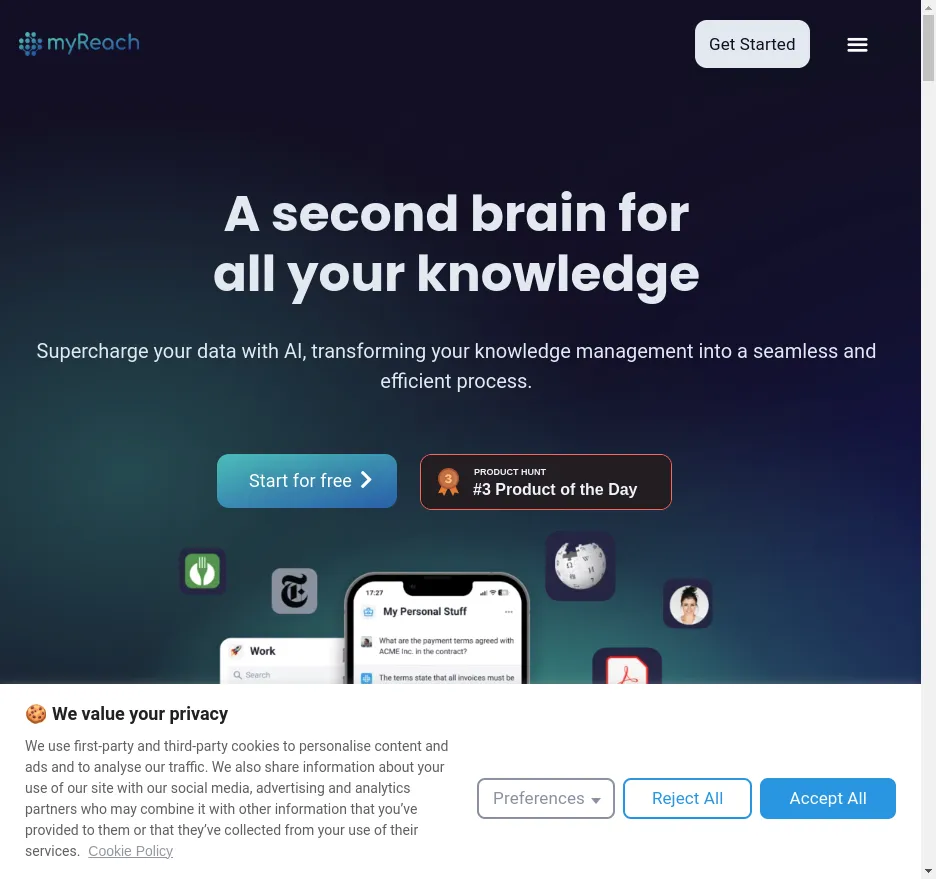 myReach
Get Started
A second brain for
all your knowledge
Supercharge your data with AI, transforming your knowledge management into a seamless and
efficient process.
Start for free
3
PRODUCT HUNT
#3 Product of the Day
17:27
My Personal Stuff
What are the payment terms agreed with
ACME Inc. in the contract?
The terms state that all invoices must be
Work
Search
🍪 We value your privacy
We use first-party and third-party cookies to personalise content and
ads and to analyse our traffic. We also share information about your
use of our site with our social media, advertising and analytics
partners who may combine it with other information that you’ve
provided to them or that they’ve collected from your use of their
services. Cookie Policy
Preferences
Reject All
Accept All